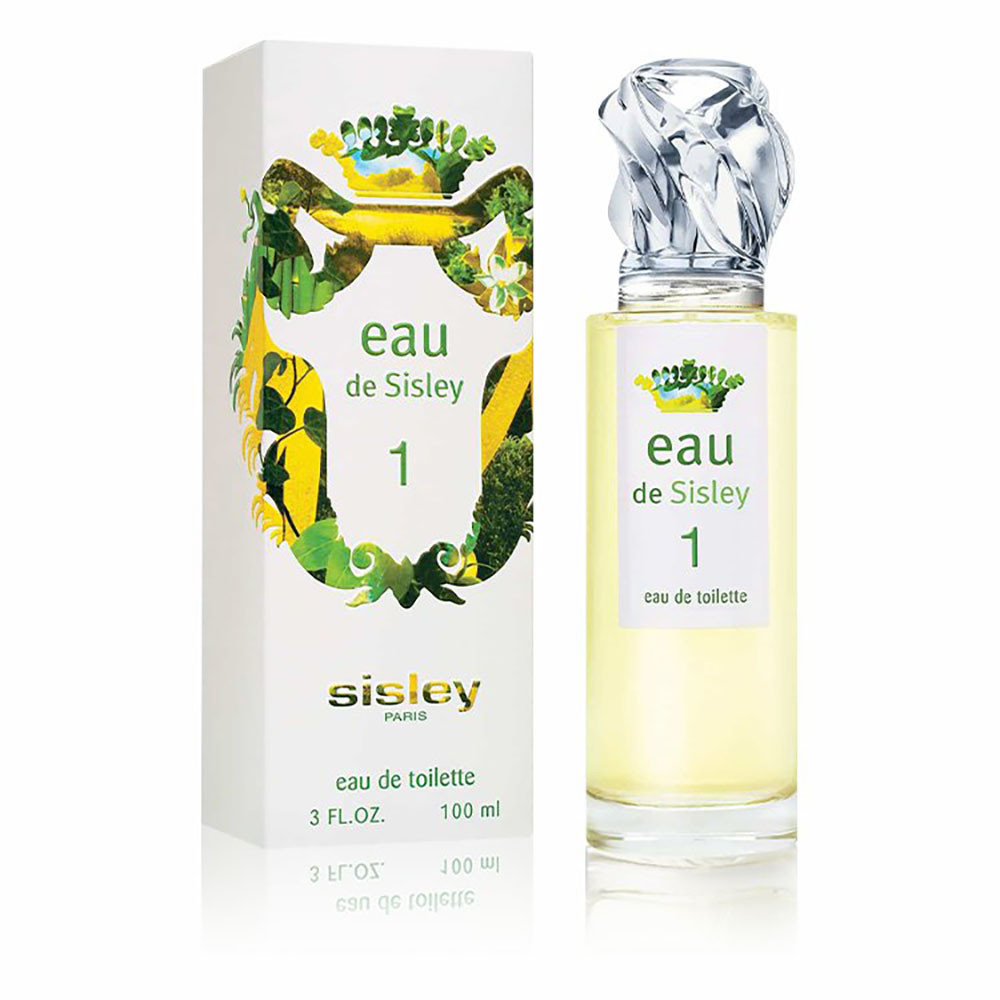 eau
de Sisley
1
sisley
PARIS
eau de toilette
3 FL.OZ. 100 ml
eau
de Sisley
1
eau de toilette